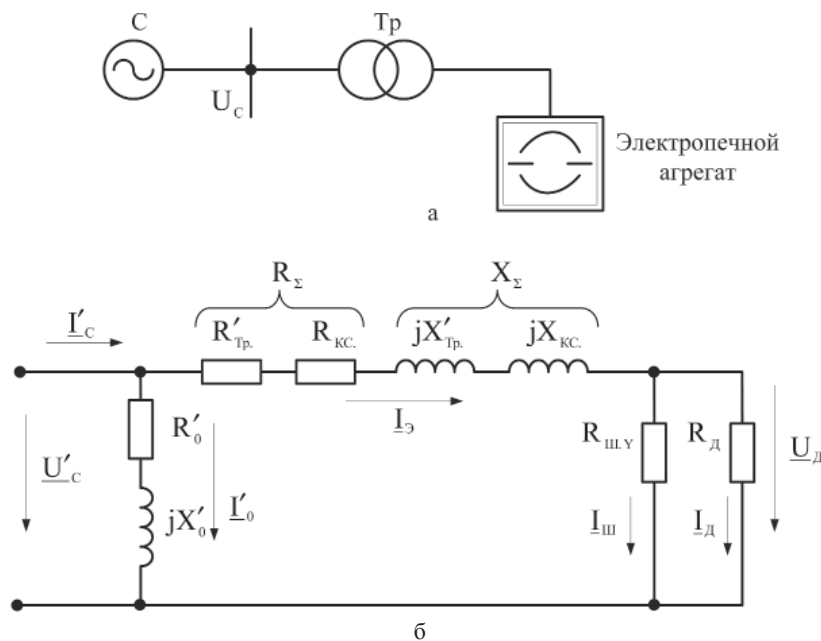 С
Тр
U_С
Электропечной
агрегат
а
R_Σ
X_Σ
I′_С
R′_Тр.
R_КС.
jX′_Тр.
jX_КС.
I_Э
R′_0
R_Ш.Y
R_Д
U_Д
U′_С
jX′_0
I′_0
I_Ш
I_Д
б